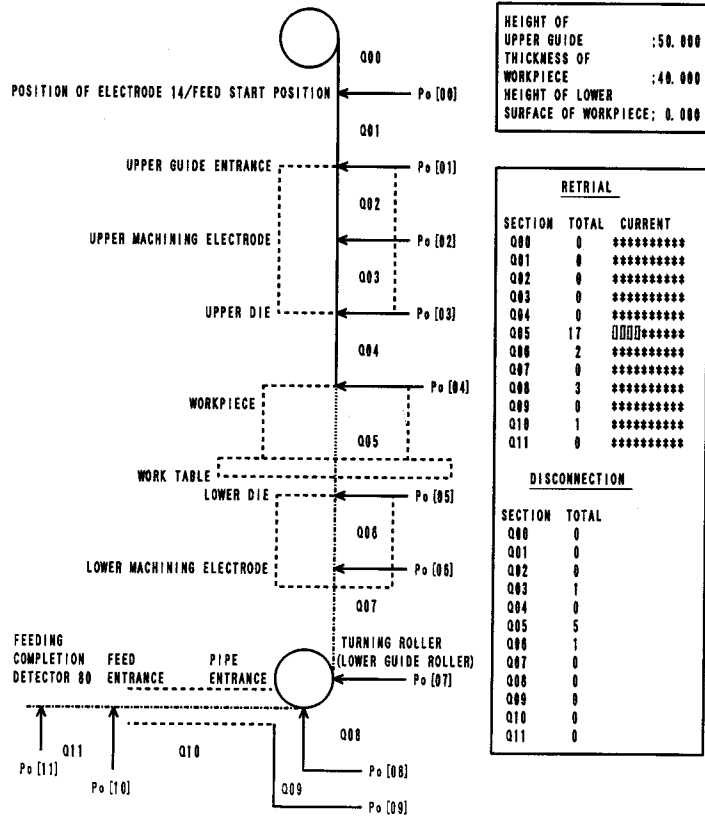 HEIGHT OF
UPPER GUIDE ;50.000
THICKNESS OF
WORKPIECE ;40.000
HEIGHT OF LOWER
SURFACE OF WORKPIECE; 0.000
Q00
POSITION OF ELECTRODE 14/FEED START POSITION Po[00]
Q01
UPPER GUIDE ENTRANCE Po[01]
Q02
UPPER MACHINING ELECTRODE Po[02]
Q03
UPPER DIE Po[03]
Q04
Po[04]
WORKPIECE
Q05
WORK TABLE
LOWER DIE Po[05]
Q06
LOWER MACHINING ELECTRODE Po[06]
Q07
TURNING ROLLER
(LOWER GUIDE ROLLER)
Po[07]
FEEDING
COMPLETION
DETECTOR 80
FEED
ENTRANCE
PIPE
ENTRANCE
Q11 Q10 Q08
Po[11]
Po[10]
Q09
Po[08]
Po[09]
RETRIAL
SECTION TOTAL CURRENT
Q00 0 **********
Q01 0 **********
Q02 0 **********
Q03 0 **********
Q04 0 **********
Q05 17 ▯▯▯▯******
Q06 2 **********
Q07 0 **********
Q08 3 **********
Q09 0 **********
Q10 1 **********
Q11 0 **********
DISCONNECTION
SECTION TOTAL
Q00 0
Q01 0
Q02 0
Q03 1
Q04 0
Q05 5
Q06 1
Q07 0
Q08 0
Q09 0
Q10 0
Q11 0